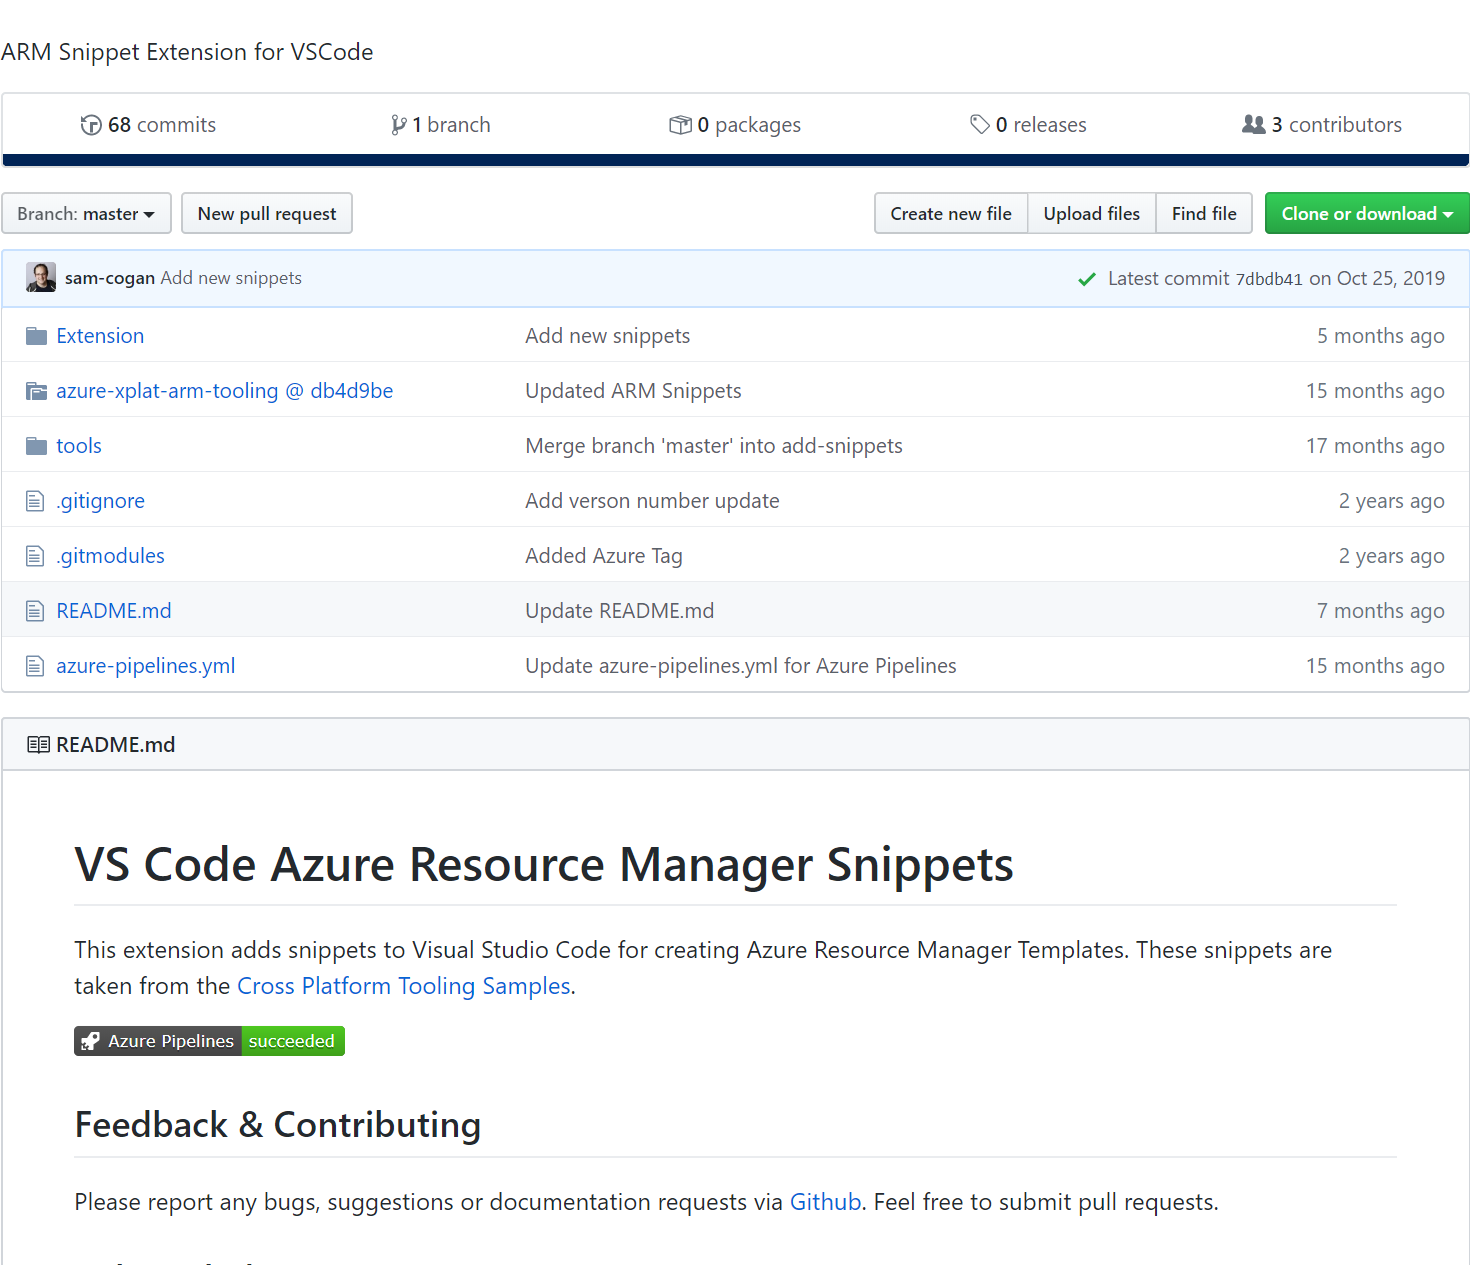 ARM Snippet Extension for VSCode
68 commits 1 branch 0 packages 0 releases 3 contributors
Branch: master New pull request Create new file Upload files Find file Clone or download
sam-cogan Add new snippets Latest commit 7dbdb41 on Oct 25, 2019
Extension Add new snippets 5 months ago
azure-xplat-arm-tooling @ db4d9be Updated ARM Snippets 15 months ago
tools Merge branch 'master' into add-snippets 17 months ago
.gitignore Add verson number update 2 years ago
.gitmodules Added Azure Tag 2 years ago
README.md Update README.md 7 months ago
azure-pipelines.yml Update azure-pipelines.yml for Azure Pipelines 15 months ago
README.md
VS Code Azure Resource Manager Snippets
This extension adds snippets to Visual Studio Code for creating Azure Resource Manager Templates. These snippets are
taken from the Cross Platform Tooling Samples.
Azure Pipelines succeeded
Feedback & Contributing
Please report any bugs, suggestions or documentation requests via Github. Feel free to submit pull requests.